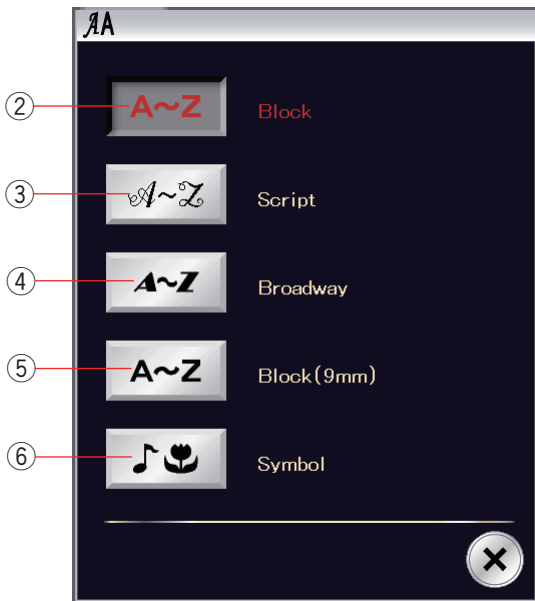 AA
② A~Z Block
③ A~Z Script
④ A~Z Broadway
⑤ A~Z Block(9mm)
⑥ Symbol